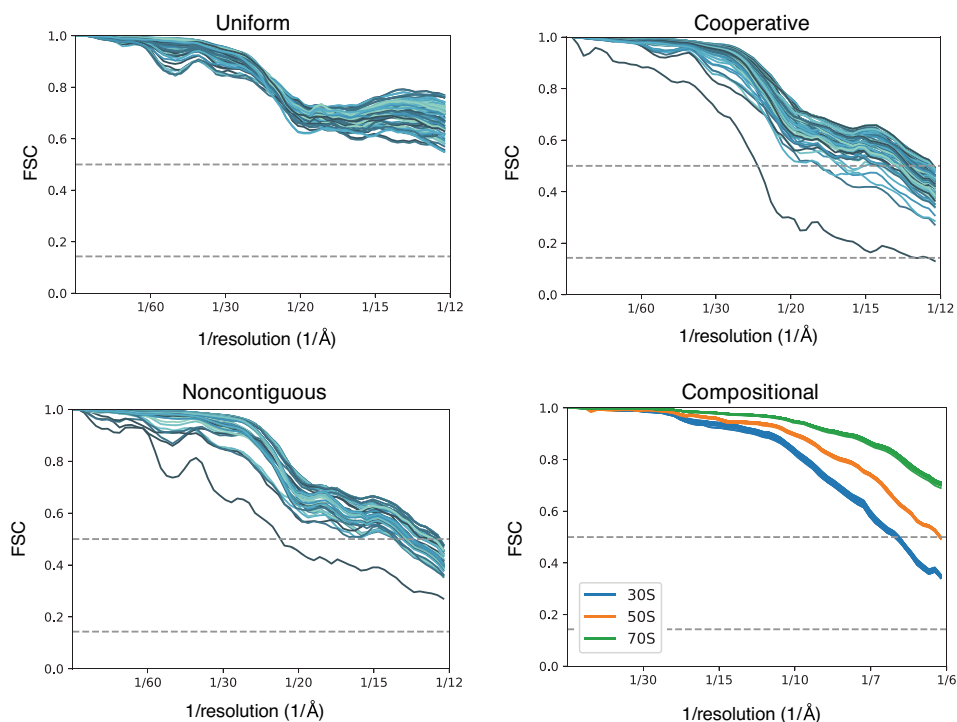 Uniform
1.0
0.8
0.6
0.4
0.2
0.0
FSC
1/60 1/30 1/20 1/15 1/12
1/resolution (1/Å)
Cooperative
1.0
0.8
0.6
0.4
0.2
0.0
FSC
1/60 1/30 1/20 1/15 1/12
1/resolution (1/Å)
Noncontiguous
1.0
0.8
0.6
0.4
0.2
0.0
FSC
1/60 1/30 1/20 1/15 1/12
1/resolution (1/Å)
Compositional
1.0
0.8
0.6
0.4
0.2
0.0
FSC
30S
50S
70S
1/30 1/15 1/10 1/7 1/6
1/resolution (1/Å)